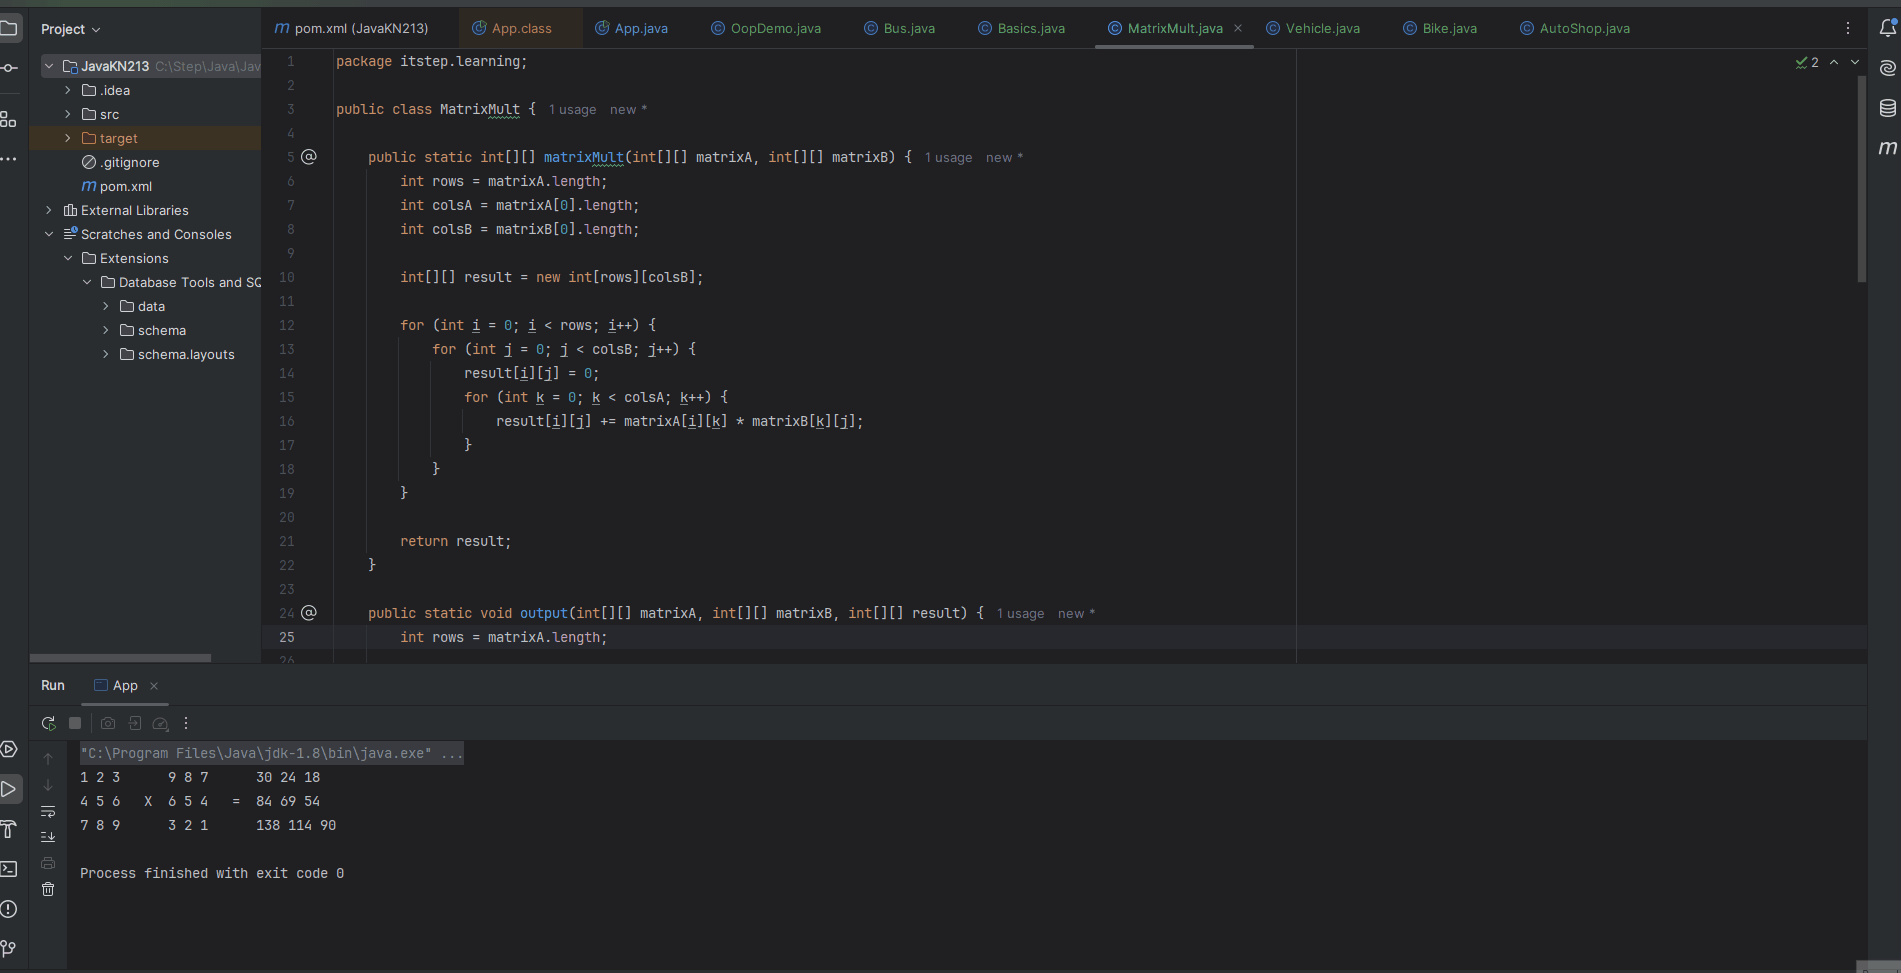 Project
pom.xml (JavaKN213)
App.class
App.java
OopDemo.java
Bus.java
Basics.java
MatrixMult.java
Vehicle.java
Bike.java
AutoShop.java
JavaKN213 C:\Step\Java\Jav
.idea
src
target
.gitignore
pom.xml
External Libraries
Scratches and Consoles
Extensions
Database Tools and SQ
data
schema
schema.layouts
2
1 package itstep.learning;
2
3 public class MatrixMult { 1 usage new *
4
5 @ public static int[][] matrixMult(int[][] matrixA, int[][] matrixB) { 1 usage new *
6 int rows = matrixA.length;
7 int colsA = matrixA[0].length;
8 int colsB = matrixB[0].length;
9
10 int[][] result = new int[rows][colsB];
11
12 for (int i = 0; i < rows; i++) {
13 for (int j = 0; j < colsB; j++) {
14 result[i][j] = 0;
15 for (int k = 0; k < colsA; k++) {
16 result[i][j] += matrixA[i][k] * matrixB[k][j];
17 }
18 }
19 }
20
21 return result;
22 }
23
24 @ public static void output(int[][] matrixA, int[][] matrixB, int[][] result) { 1 usage new *
25 int rows = matrixA.length;
26
Run App
"C:\Program Files\Java\jdk-1.8\bin\java.exe" ...
1 2 3 9 8 7 30 24 18
4 5 6 X 6 5 4 = 84 69 54
7 8 9 3 2 1 138 114 90
Process finished with exit code 0